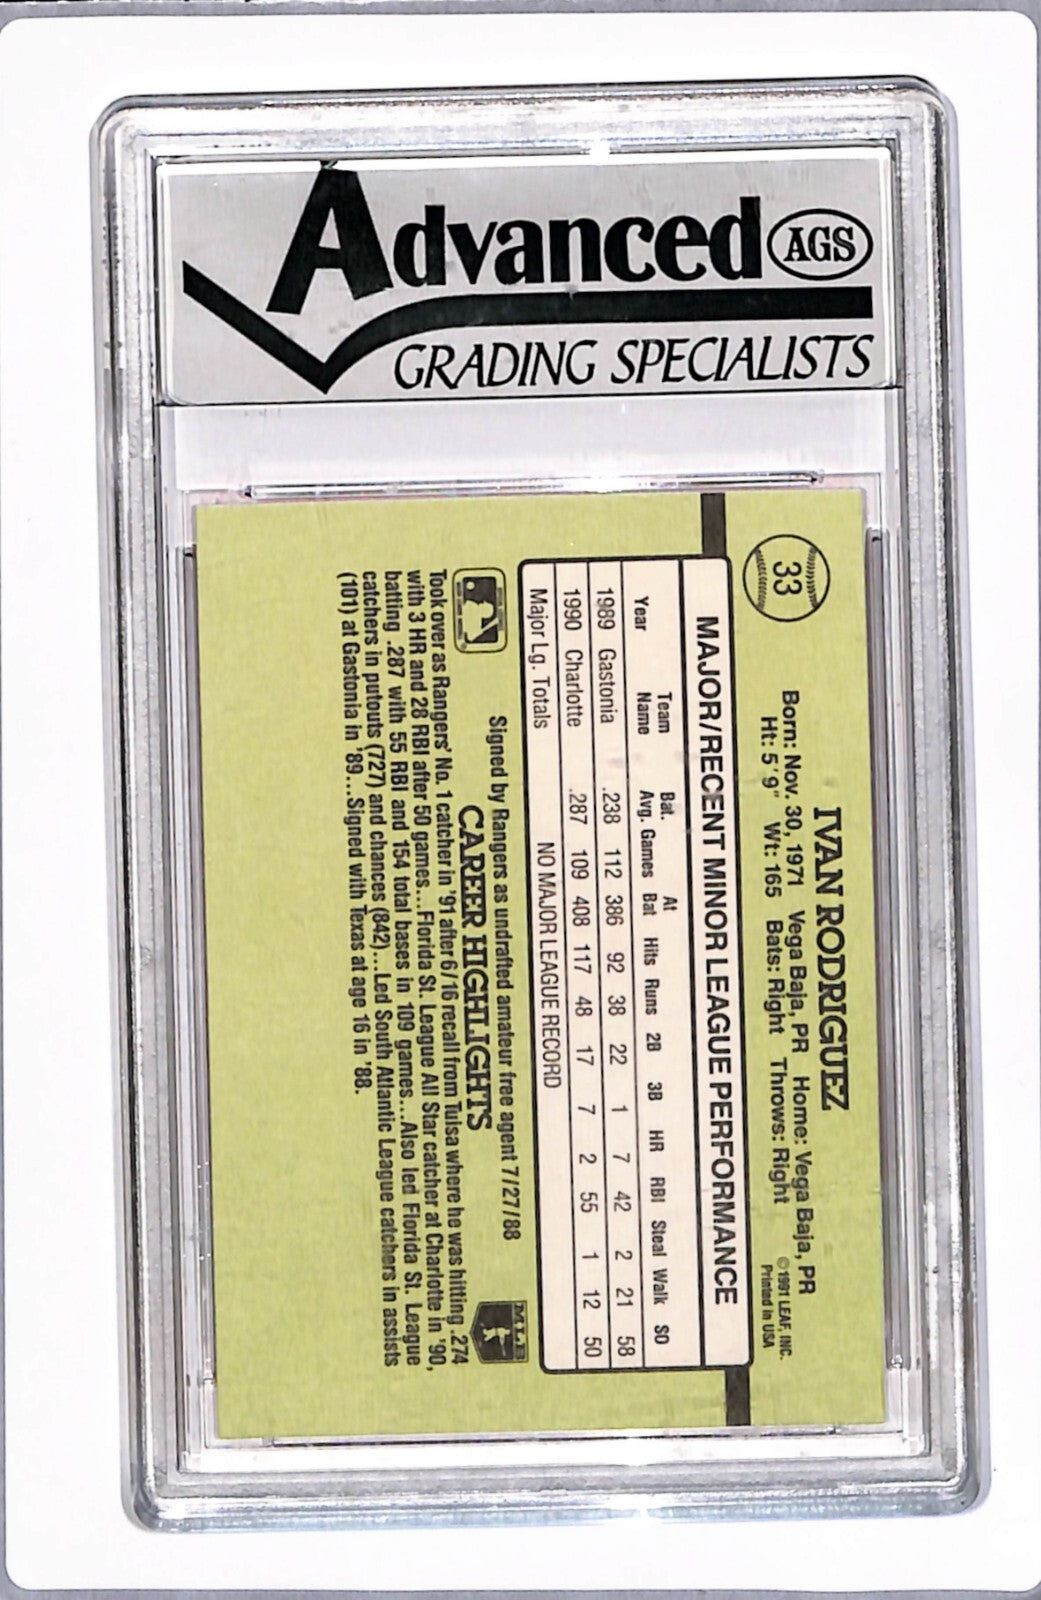 Advanced AGS
GRADING SPECIALISTS
33
IVAN RODRIGUEZ
Born: Nov. 30, 1971 Vega Baja, PR Home: Vega Baja, PR
Ht: 5'9" Wt: 165 Bats: Right Throws: Right
©1991 LEAF, INC.
Printed in USA
MAJOR/RECENT MINOR LEAGUE PERFORMANCE
Team Bat. At
Year Name Avg. Games Bat Hits Runs 2B 3B HR RBI Steal Walk SO
1989 Gastonia .238 112 386 92 38 22 1 7 42 2 21 58
1990 Charlotte .287 109 408 117 48 17 7 2 55 1 12 50
Major Lg. Totals NO MAJOR LEAGUE RECORD
Signed by Rangers as undrafted amateur free agent 7/27/88
CAREER HIGHLIGHTS
MLB
Took over as Rangers' No. 1 catcher in '91 after 6/16 recall from Tulsa where he was hitting .274
with 3 HR and 28 RBI after 50 games...Florida St. League All Star catcher at Charlotte in '90,
batting .287 with 55 RBI and 154 total bases in 109 games...Also led Florida St. League
catchers in putouts (727) and chances (842)...Led South Atlantic League catchers in assists
(101) at Gastonia in '89...Signed with Texas at age 16 in '88.